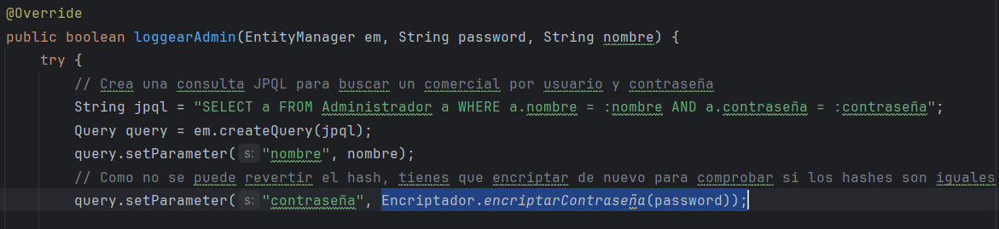 @Override
public boolean loggearAdmin(EntityManager em, String password, String nombre) {
try {
// Crea una consulta JPQL para buscar un comercial por usuario y contraseña
String jpql = "SELECT a FROM Administrador a WHERE a.nombre = :nombre AND a.contraseña = :contraseña";
Query query = em.createQuery(jpql);
query.setParameter( s: "nombre", nombre);
// Como no se puede revertir el hash, tienes que encriptar de nuevo para comprobar si los hashes son iguales
query.setParameter( s: "contraseña", Encriptador.encriptarContraseña(password));